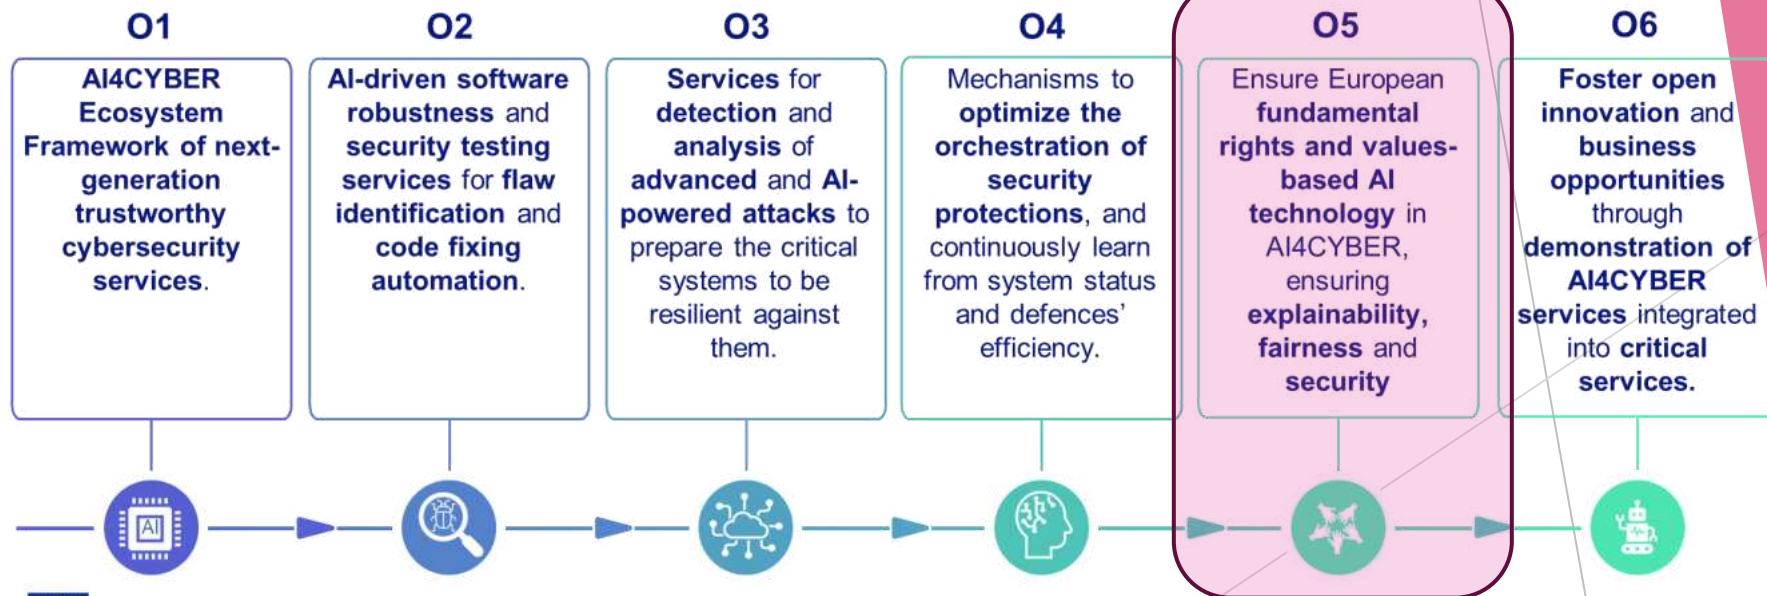 O1
AI4CYBER
Ecosystem
Framework of next-
generation
trustworthy
cybersecurity
services.
O2
AI-driven software
robustness and
security testing
services for flaw
identification and
code fixing
automation.
O3
Services for
detection and
analysis of
advanced and AI-
powered attacks to
prepare the critical
systems to be
resilient against
them.
O4
Mechanisms to
optimize the
orchestration of
security
protections, and
continuously learn
from system status
and defences’
efficiency.
O5
Ensure European
fundamental
rights and values-
based AI
technology in
AI4CYBER,
ensuring
explainability,
fairness and
security
O6
Foster open
innovation and
business
opportunities
through
demonstration of
AI4CYBER
services integrated
into critical
services.
AI